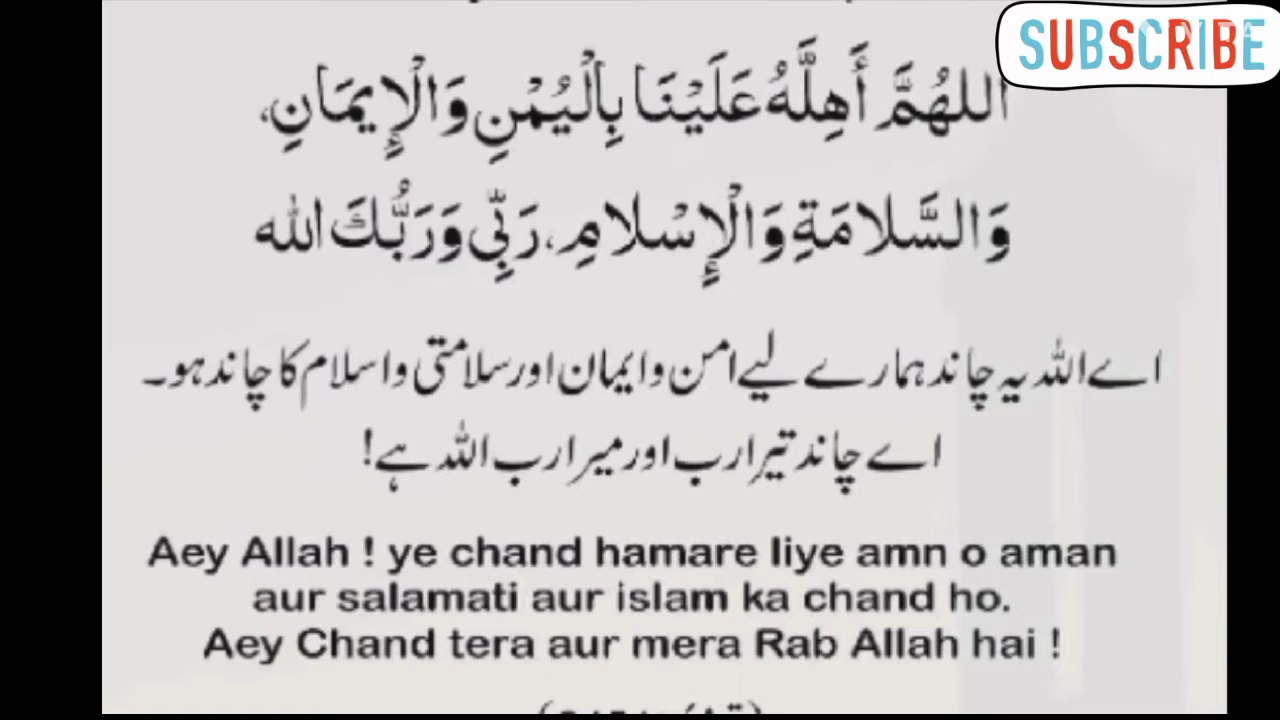 SUBSCRIBE
اللهُمَّ أَهِلَّهُ عَلَيْنَا بِالْيُمْنِ وَالْإِيمَانِ،
وَالسَّلَامَةِ وَالْإِسْلَامِ، رَبِّي وَرَبُّكَ الله
اے اللہ یہ چاند ہمارے لیے امن و ایمان اور سلامتی و اسلام کا چاند ہو۔
اے چاند تیرا رب اور میرا رب اللہ ہے!
Aey Allah ! ye chand hamare liye amn o aman
aur salamati aur islam ka chand ho.
Aey Chand tera aur mera Rab Allah hai !